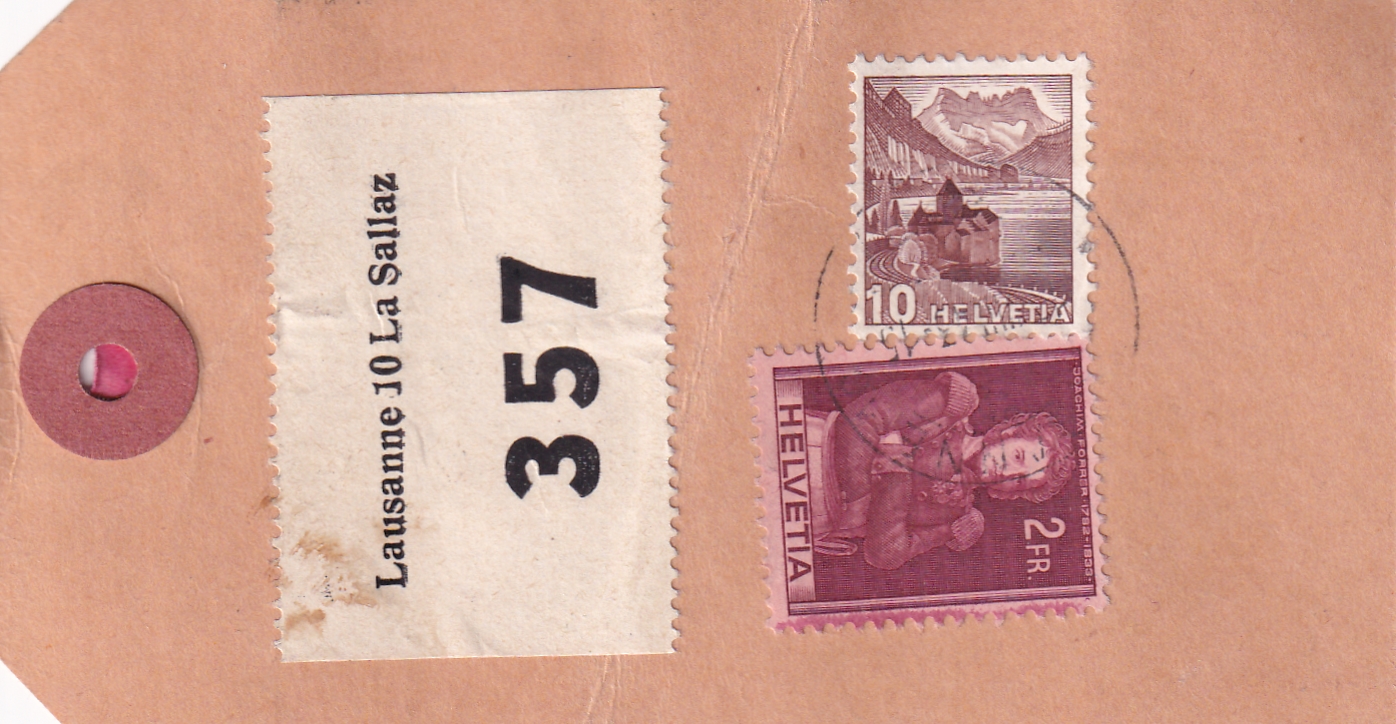 Lausanne 10 La Sallaz
357
10 HELVETIA
JOACHIM FORRER · 1782-1833 ·
2 FR.
HELVETIA